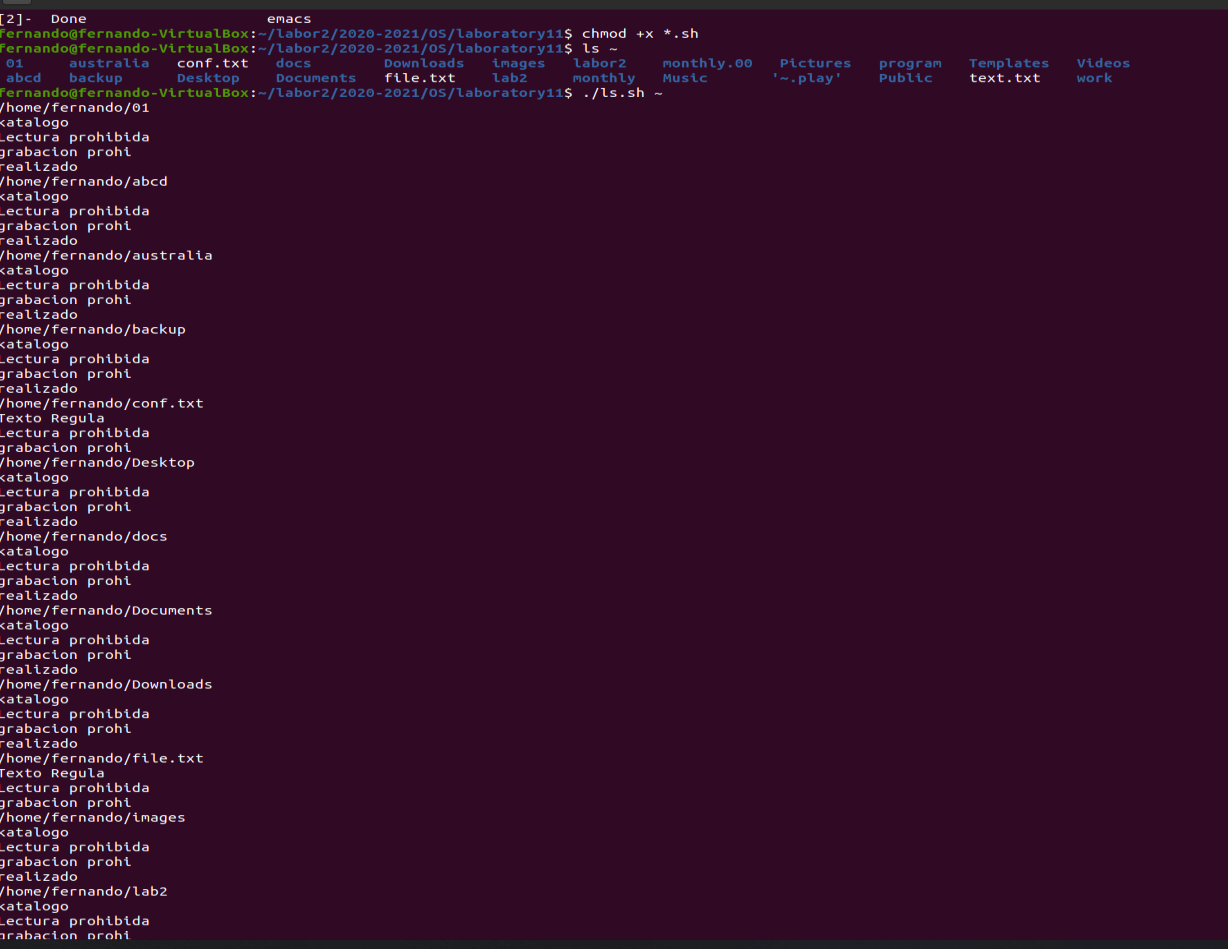 [2]-  Done                    emacs
fernando@fernando-VirtualBox:~/labor2/2020-2021/OS/laboratory11$ chmod +x *.sh
fernando@fernando-VirtualBox:~/labor2/2020-2021/OS/laboratory11$ ls ~
01     australia   conf.txt   docs        Downloads   images   labor2    monthly.00   Pictures   program   Templates   Videos
abcd   backup      Desktop    Documents   file.txt    lab2     monthly   Music       '~.play'    Public    text.txt    work
fernando@fernando-VirtualBox:~/labor2/2020-2021/OS/laboratory11$ ./ls.sh ~
/home/fernando/01
katalogo
Lectura prohibida
grabacion prohi
realizado
/home/fernando/abcd
katalogo
Lectura prohibida
grabacion prohi
realizado
/home/fernando/australia
katalogo
Lectura prohibida
grabacion prohi
realizado
/home/fernando/backup
katalogo
Lectura prohibida
grabacion prohi
realizado
/home/fernando/conf.txt
Texto Regula
Lectura prohibida
grabacion prohi
/home/fernando/Desktop
katalogo
Lectura prohibida
grabacion prohi
realizado
/home/fernando/docs
katalogo
Lectura prohibida
grabacion prohi
realizado
/home/fernando/Documents
katalogo
Lectura prohibida
grabacion prohi
realizado
/home/fernando/Downloads
katalogo
Lectura prohibida
grabacion prohi
realizado
/home/fernando/file.txt
Texto Regula
Lectura prohibida
grabacion prohi
/home/fernando/images
katalogo
Lectura prohibida
grabacion prohi
realizado
/home/fernando/lab2
katalogo
Lectura prohibida
grabacion prohi